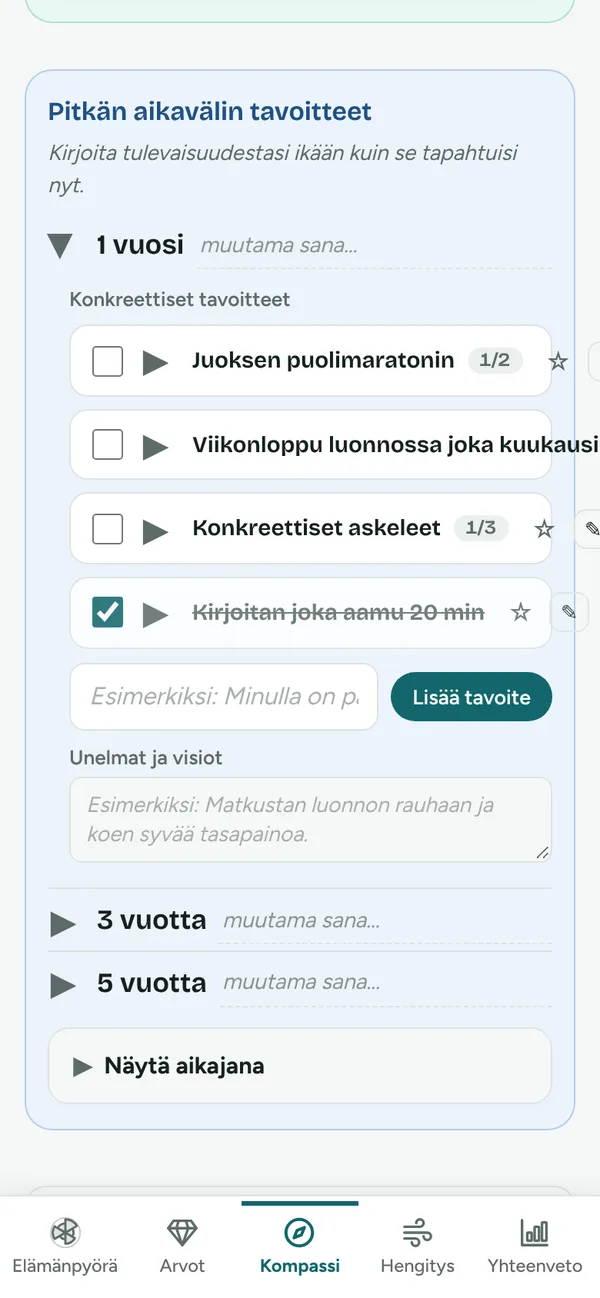 Pitkän aikavälin tavoitteet
Kirjoita tulevaisuudestasi ikään kuin se tapahtuisi
nyt.
1 vuosi muutama sana...
Konkreettiset tavoitteet
Juoksen puolimaratonin 1/2
Viikonloppu luonnossa joka kuukausi
Konkreettiset askeleet 1/3
Kirjoitan joka aamu 20 min
Esimerkiksi: Minulla on
Lisää tavoite
Unelmat ja visiot
Esimerkiksi: Matkustan luonnon rauhaan ja
koen syvää tasapainoa.
3 vuotta muutama sana...
5 vuotta muutama sana...
Näytä aikajana
Elämänpyörä Arvot Kompassi Hengitys Yhteenveto